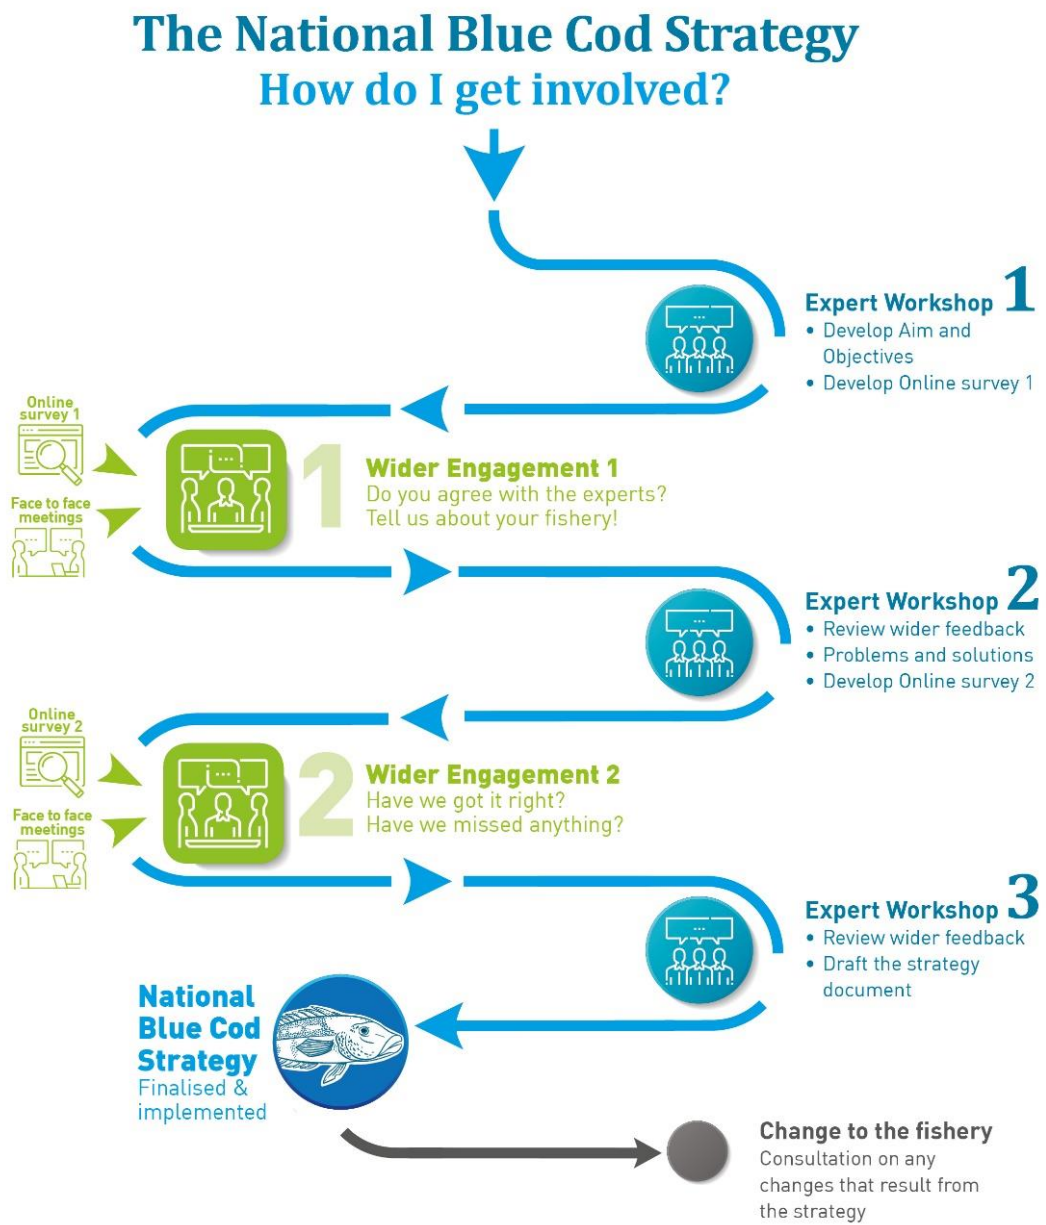 The National Blue Cod Strategy
How do I get involved?
Expert Workshop 1
• Develop Aim and
Objectives
• Develop Online survey 1
Online
survey 1
Face to face
meetings
1
Wider Engagement 1
Do you agree with the experts?
Tell us about your fishery!
Expert Workshop 2
• Review wider feedback
• Problems and solutions
• Develop Online survey 2
Online
survey 2
Face to face
meetings
2
Wider Engagement 2
Have we got it right?
Have we missed anything?
Expert Workshop 3
• Review wider feedback
• Draft the strategy
document
National
Blue Cod
Strategy
Finalised &
implemented
Change to the fishery
Consultation on any
changes that result from
the strategy